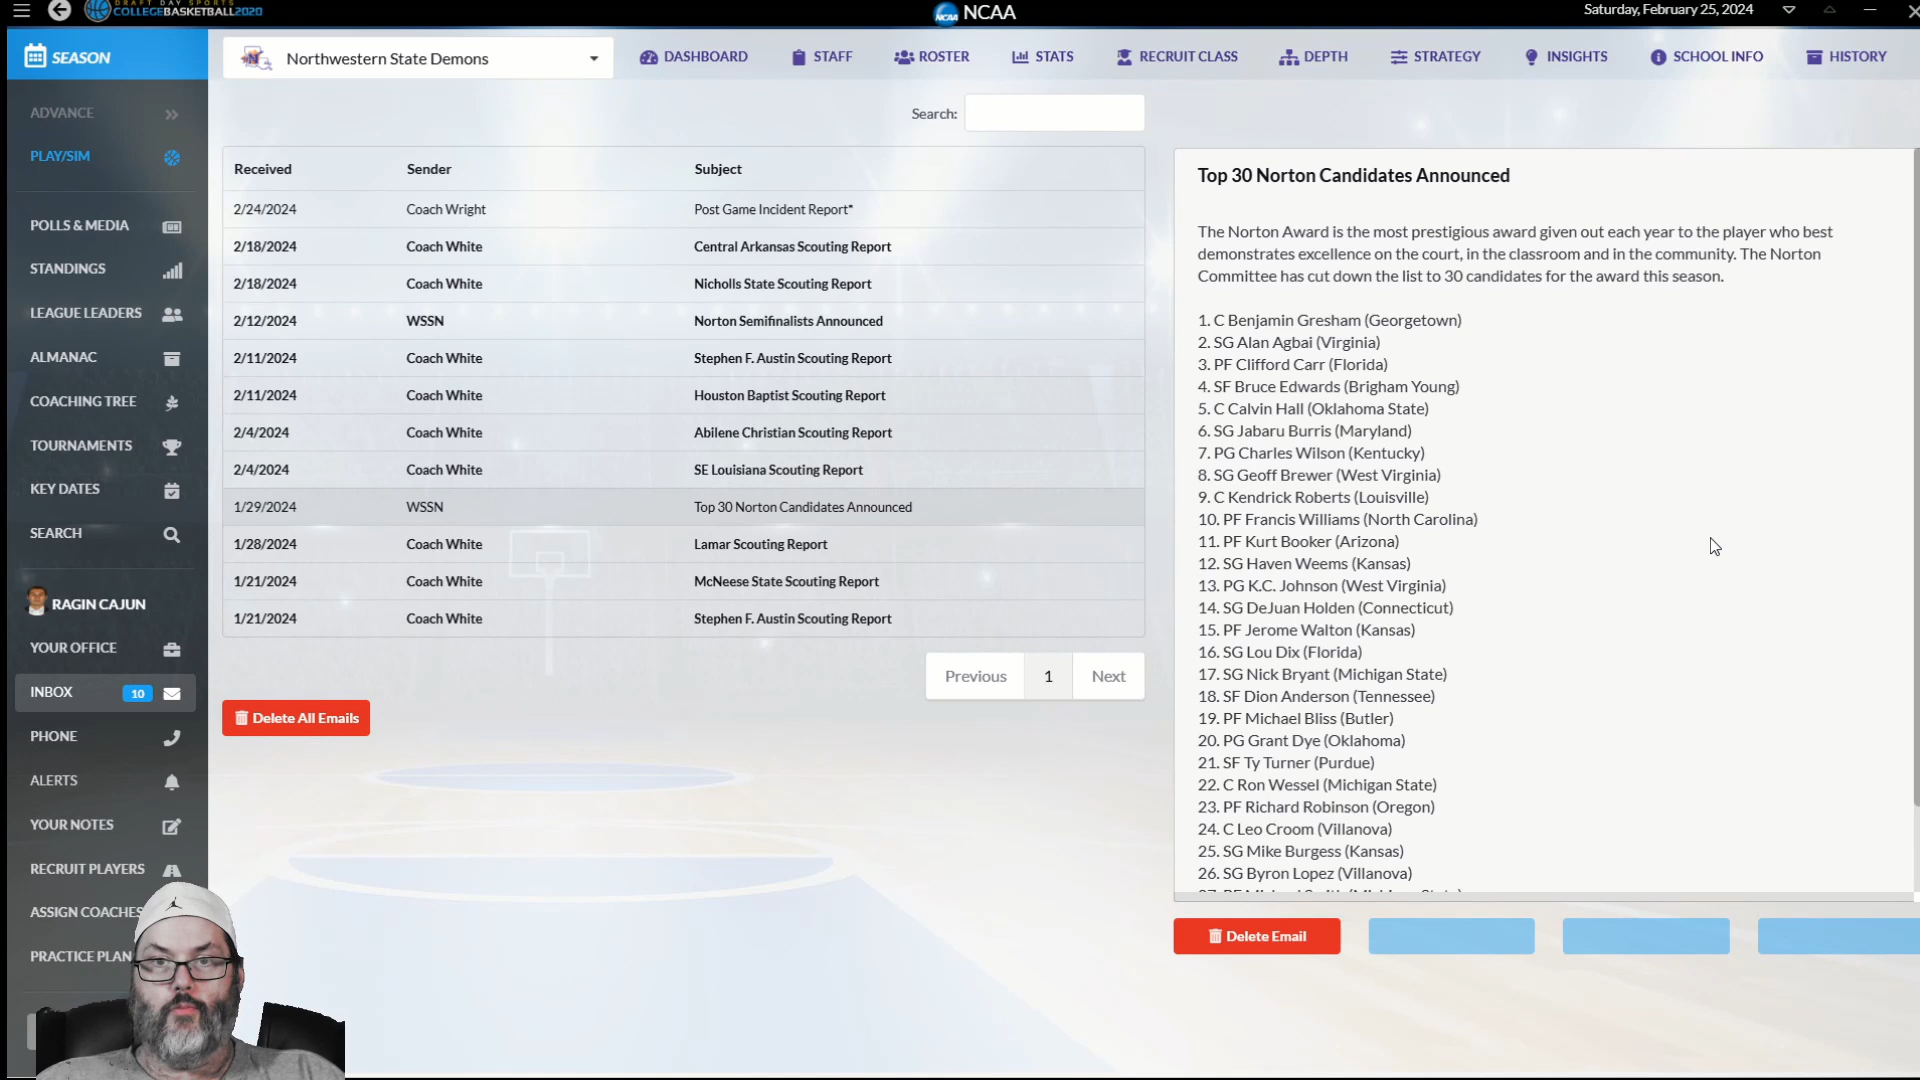 DRAFT DAY SPORTS
COLLEGEBASKETBALL2020
NCAA NCAA
Saturday, February 25, 2024
SEASON
Northwestern State Demons
DASHBOARD
STAFF
ROSTER
STATS
RECRUIT CLASS
DEPTH
STRATEGY
INSIGHTS
SCHOOL INFO
HISTORY
ADVANCE
PLAY/SIM
POLLS & MEDIA
STANDINGS
LEAGUE LEADERS
ALMANAC
COACHING TREE
TOURNAMENTS
KEY DATES
SEARCH
RAGIN CAJUN
YOUR OFFICE
INBOX 10
PHONE
ALERTS
YOUR NOTES
RECRUIT PLAYERS
ASSIGN COACHES
PRACTICE PLAN
Search:
Received Sender Subject
2/24/2024 Coach Wright Post Game Incident Report*
2/18/2024 Coach White Central Arkansas Scouting Report
2/18/2024 Coach White Nicholls State Scouting Report
2/12/2024 WSSN Norton Semifinalists Announced
2/11/2024 Coach White Stephen F. Austin Scouting Report
2/11/2024 Coach White Houston Baptist Scouting Report
2/4/2024 Coach White Abilene Christian Scouting Report
2/4/2024 Coach White SE Louisiana Scouting Report
1/29/2024 WSSN Top 30 Norton Candidates Announced
1/28/2024 Coach White Lamar Scouting Report
1/21/2024 Coach White McNeese State Scouting Report
1/21/2024 Coach White Stephen F. Austin Scouting Report
Previous 1 Next
Delete All Emails
Top 30 Norton Candidates Announced
The Norton Award is the most prestigious award given out each year to the player who best
demonstrates excellence on the court, in the classroom and in the community. The Norton
Committee has cut down the list to 30 candidates for the award this season.
1. C Benjamin Gresham (Georgetown)
2. SG Alan Agbai (Virginia)
3. PF Clifford Carr (Florida)
4. SF Bruce Edwards (Brigham Young)
5. C Calvin Hall (Oklahoma State)
6. SG Jabaru Burris (Maryland)
7. PG Charles Wilson (Kentucky)
8. SG Geoff Brewer (West Virginia)
9. C Kendrick Roberts (Louisville)
10. PF Francis Williams (North Carolina)
11. PF Kurt Booker (Arizona)
12. SG Haven Weems (Kansas)
13. PG K.C. Johnson (West Virginia)
14. SG DeJuan Holden (Connecticut)
15. PF Jerome Walton (Kansas)
16. SG Lou Dix (Florida)
17. SG Nick Bryant (Michigan State)
18. SF Dion Anderson (Tennessee)
19. PF Michael Bliss (Butler)
20. PG Grant Dye (Oklahoma)
21. SF Ty Turner (Purdue)
22. C Ron Wessel (Michigan State)
23. PF Richard Robinson (Oregon)
24. C Leo Croom (Villanova)
25. SG Mike Burgess (Kansas)
26. SG Byron Lopez (Villanova)
Delete Email